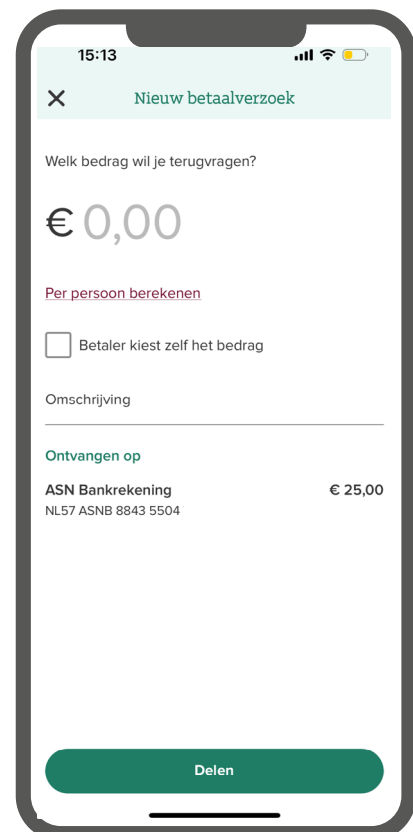 15:13
Nieuw betaalverzoek
Welk bedrag wil je terugvragen?
€ 0,00
Per persoon berekenen
Betaler kiest zelf het bedrag
Omschrijving
Ontvangen op
ASN Bankrekening € 25,00
NL57 ASNB 8843 5504
Delen